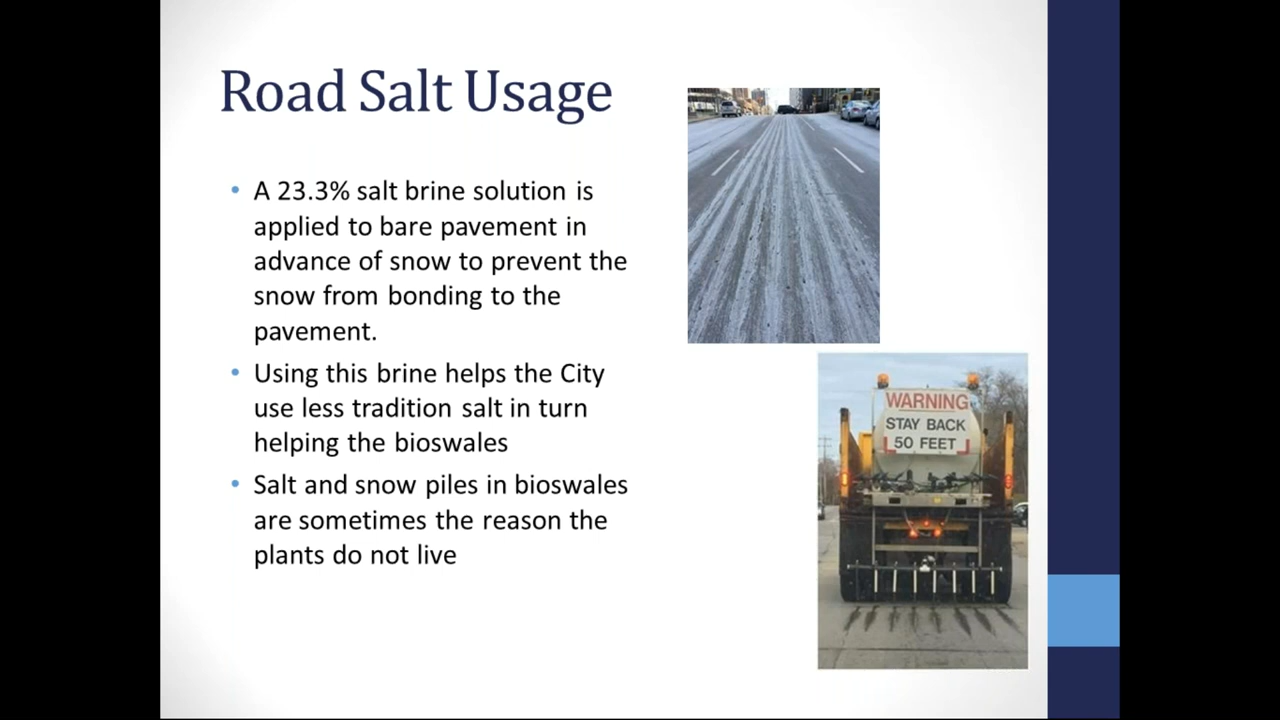 Road Salt Usage
• A 23.3% salt brine solution is
applied to bare pavement in
advance of snow to prevent the
snow from bonding to the
pavement.
• Using this brine helps the City
use less tradition salt in turn
helping the bioswales
• Salt and snow piles in bioswales
are sometimes the reason the
plants do not live
WARNING
STAY BACK
50 FEET